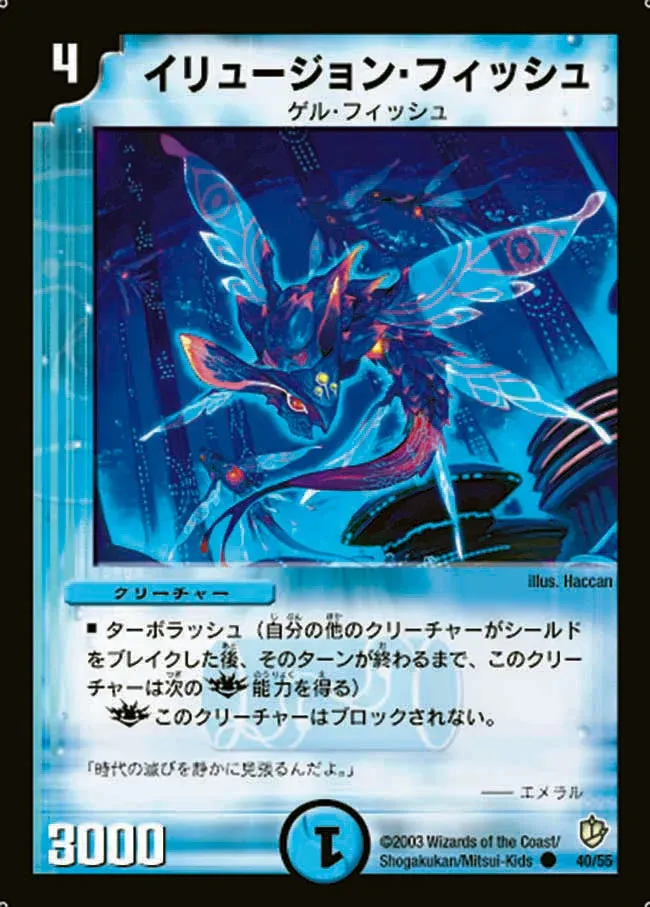 4
イリュージョン・フィッシュ
ゲル・フィッシュ
illus. Haccan
クリーチャー
■ ターボラッシュ（自分の他のクリーチャーがシールド
をブレイクした後、そのターンが終わるまで、このクリー
チャーは次の 能力を得る）
このクリーチャーはブロックされない。
「時代の滅びを静かに見張るんだよ。」
—— エメラル
3000
1
©2003 Wizards of the Coast/
Shogakukan/Mitsui-Kids ● 40/55